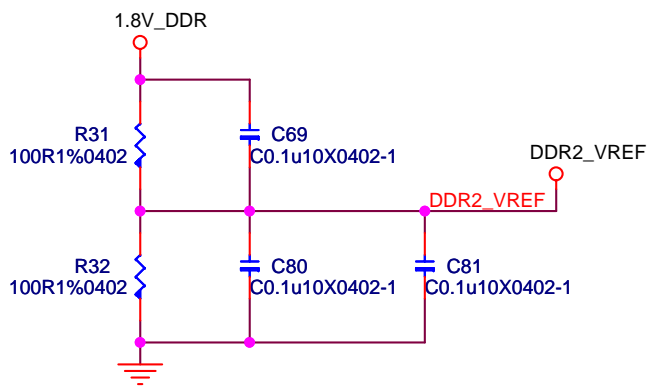 1.8V_DDR
R31
100R1%0402
C69
C0.1u10X0402-1
DDR2_VREF
DDR2_VREF
R32
100R1%0402
C80
C0.1u10X0402-1
C81
C0.1u10X0402-1